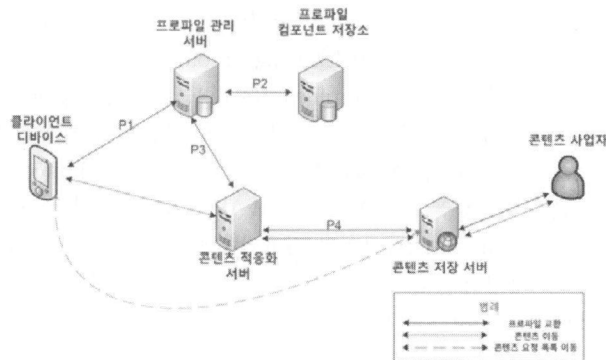 프로파일 관리
서버
프로파일
컴포넌트 저장소
P2
P1
클라이언트
디바이스
P3
콘텐츠 사업자
P4
콘텐츠 적응화
서버
콘텐츠 저장 서버
범례
프로파일 교환
콘텐츠 이동
콘텐츠 요청 목록 이동